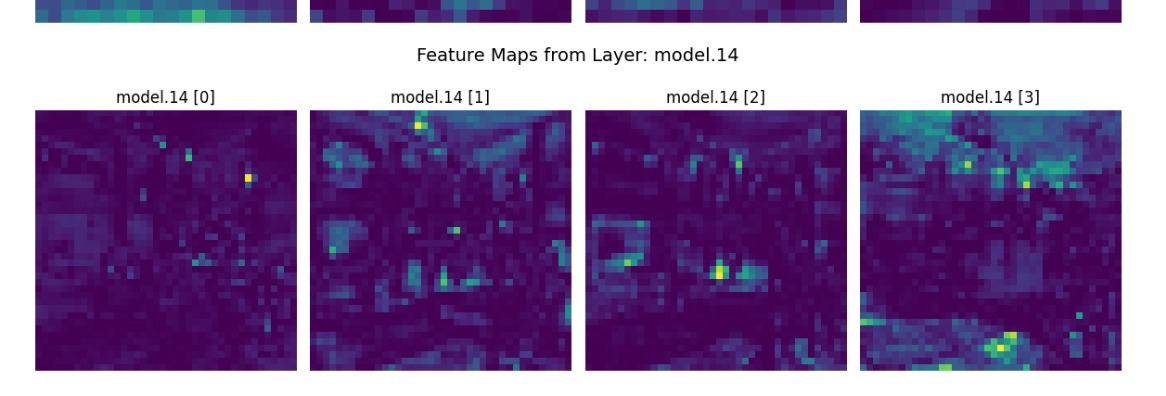 Feature Maps from Layer: model.14
model.14 [0]
model.14 [1]
model.14 [2]
model.14 [3]